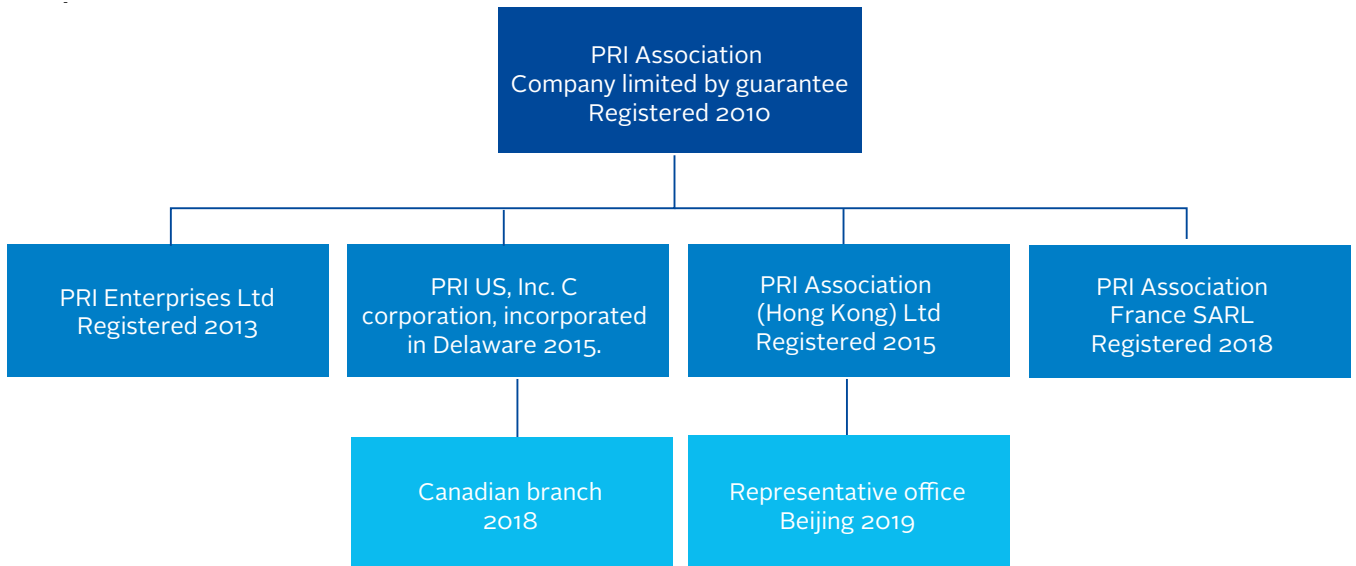 PRI Association
Company limited by guarantee
Registered 2010
PRI Enterprises Ltd
Registered 2013
PRI US, Inc. C
corporation, incorporated
in Delaware 2015.
PRI Association
(Hong Kong) Ltd
Registered 2015
PRI Association
France SARL
Registered 2018
Canadian branch
2018
Representative office
Beijing 2019